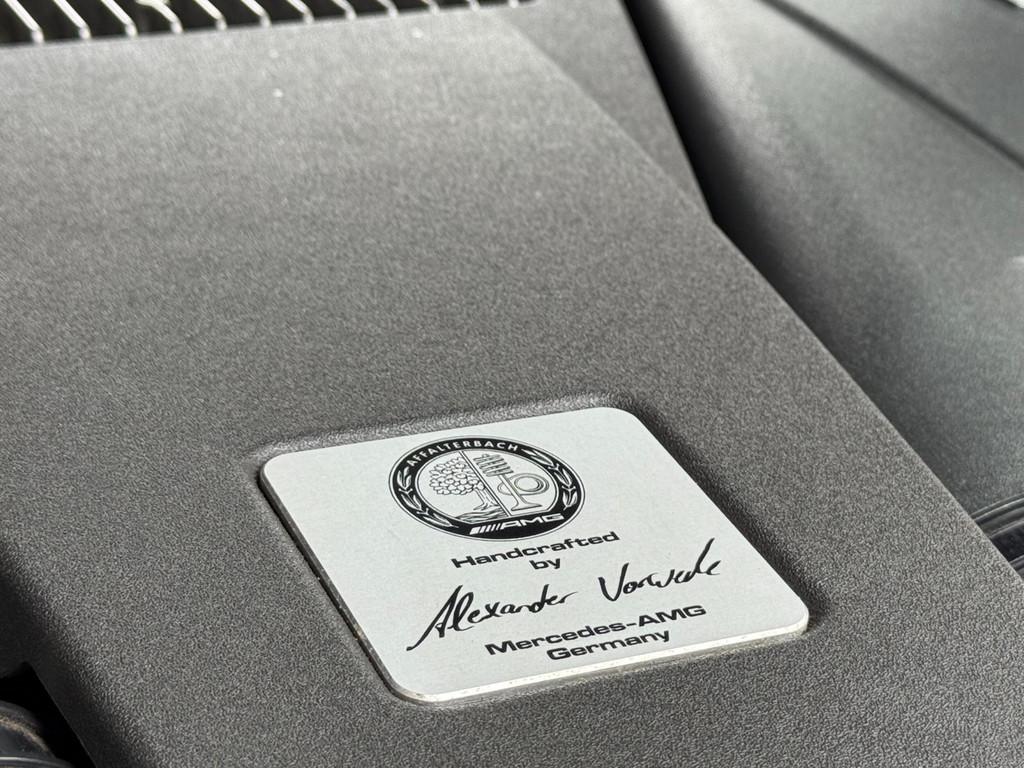 AFFALTERBACH
AMG
Handcrafted
by
Alexander Vorwerk
Mercedes-AMG
Germany